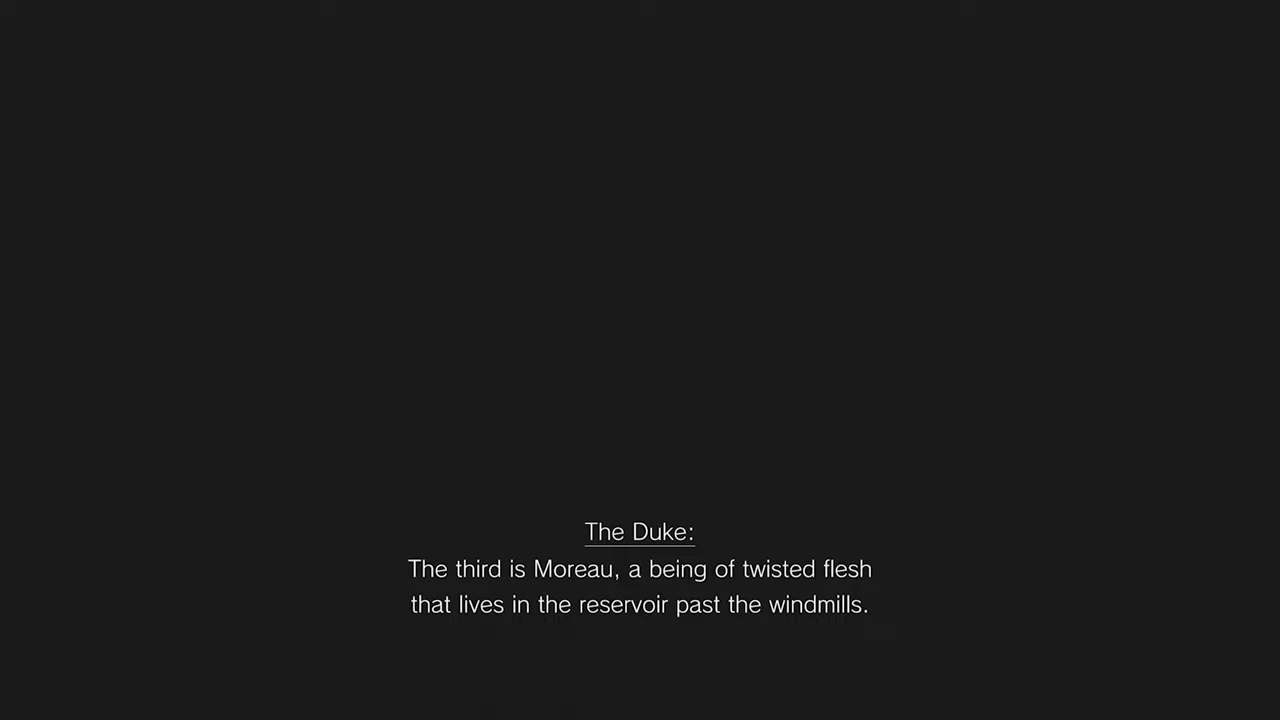 The Duke:
The third is Moreau, a being of twisted flesh
that lives in the reservoir past the windmills.